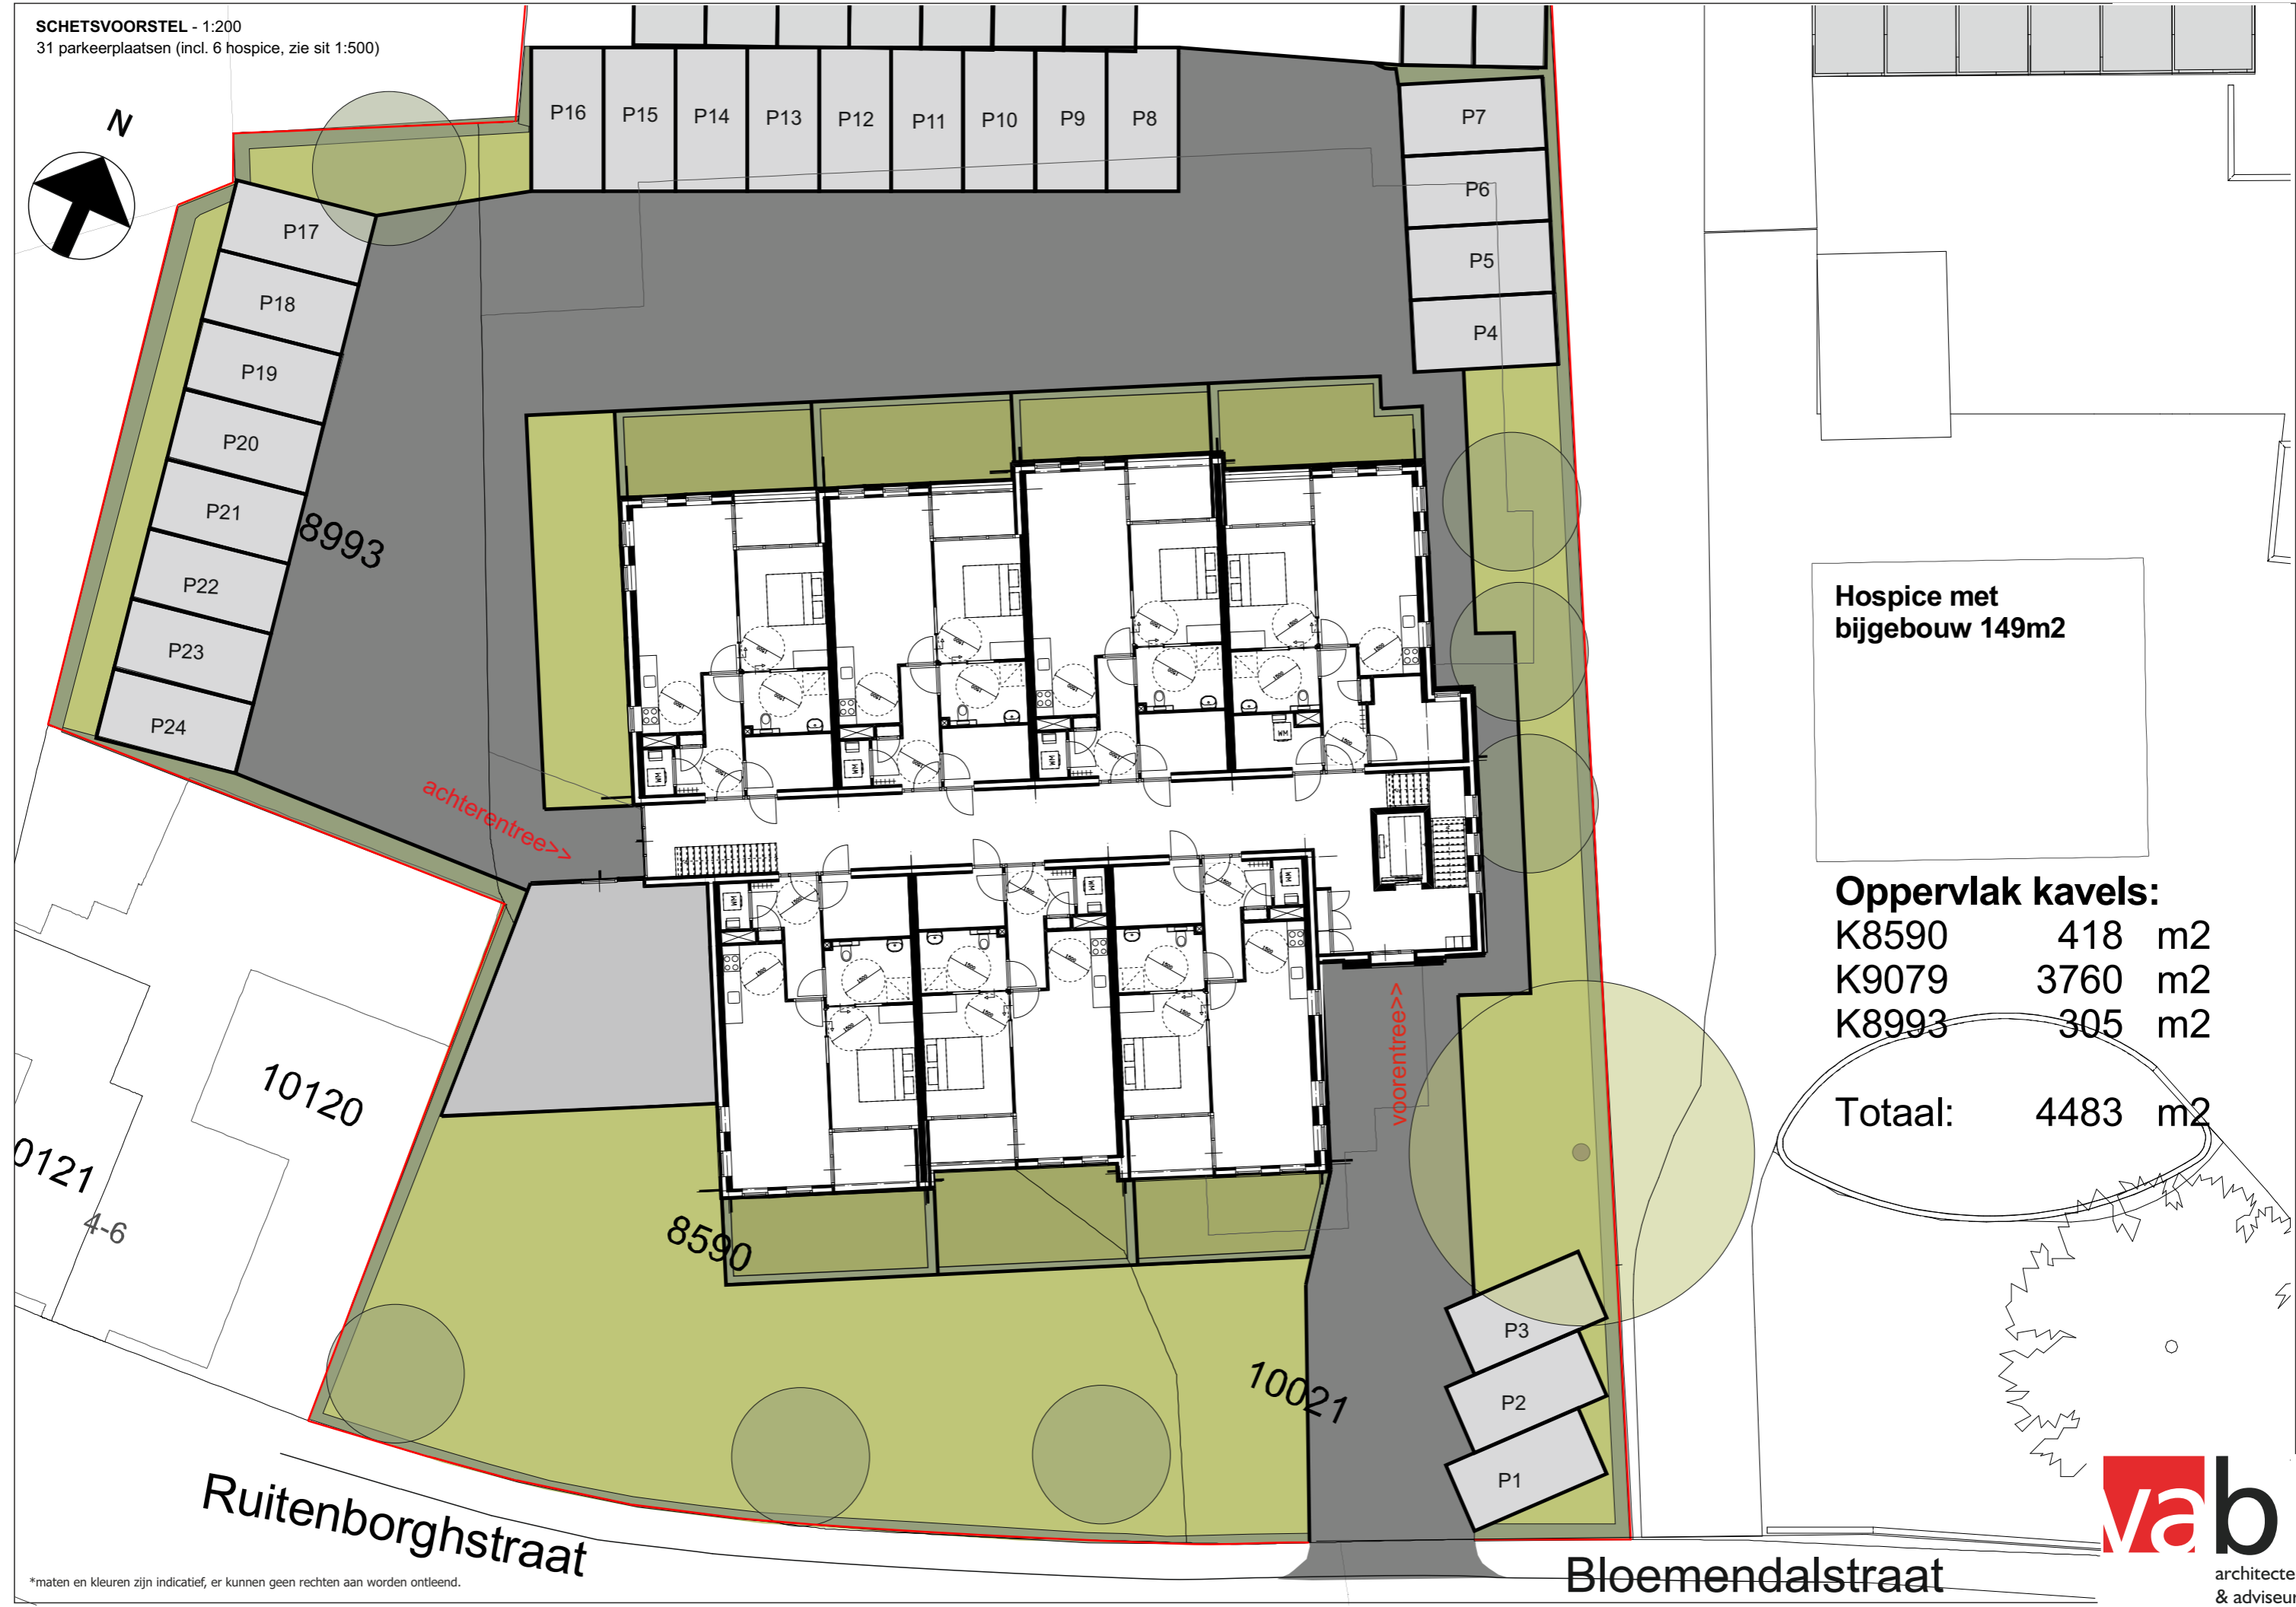 SCHETSVOORSTEL - 1:200
31 parkeerplaatsen (incl. 6 hospice, zie sit 1:500)
N
P16 P15 P14 P13 P12 P11 P10 P9 P8
P7
P6
P5
P4
P17
P18
P19
P20
P21
P22
P23
P24
8993
achterentree>>
voorentree>>
Hospice met
bijgebouw 149m2
Oppervlak kavels:
K8590 418 m2
K9079 3760 m2
K8993 305 m2
Totaal: 4483 m2
10120
0121
4-6
8590
10021
P3
P2
P1
Ruitenborghstraat
Bloemendalstraat
*maten en kleuren zijn indicatief, er kunnen geen rechten aan worden ontleend.
vab
architecte
& adviseur